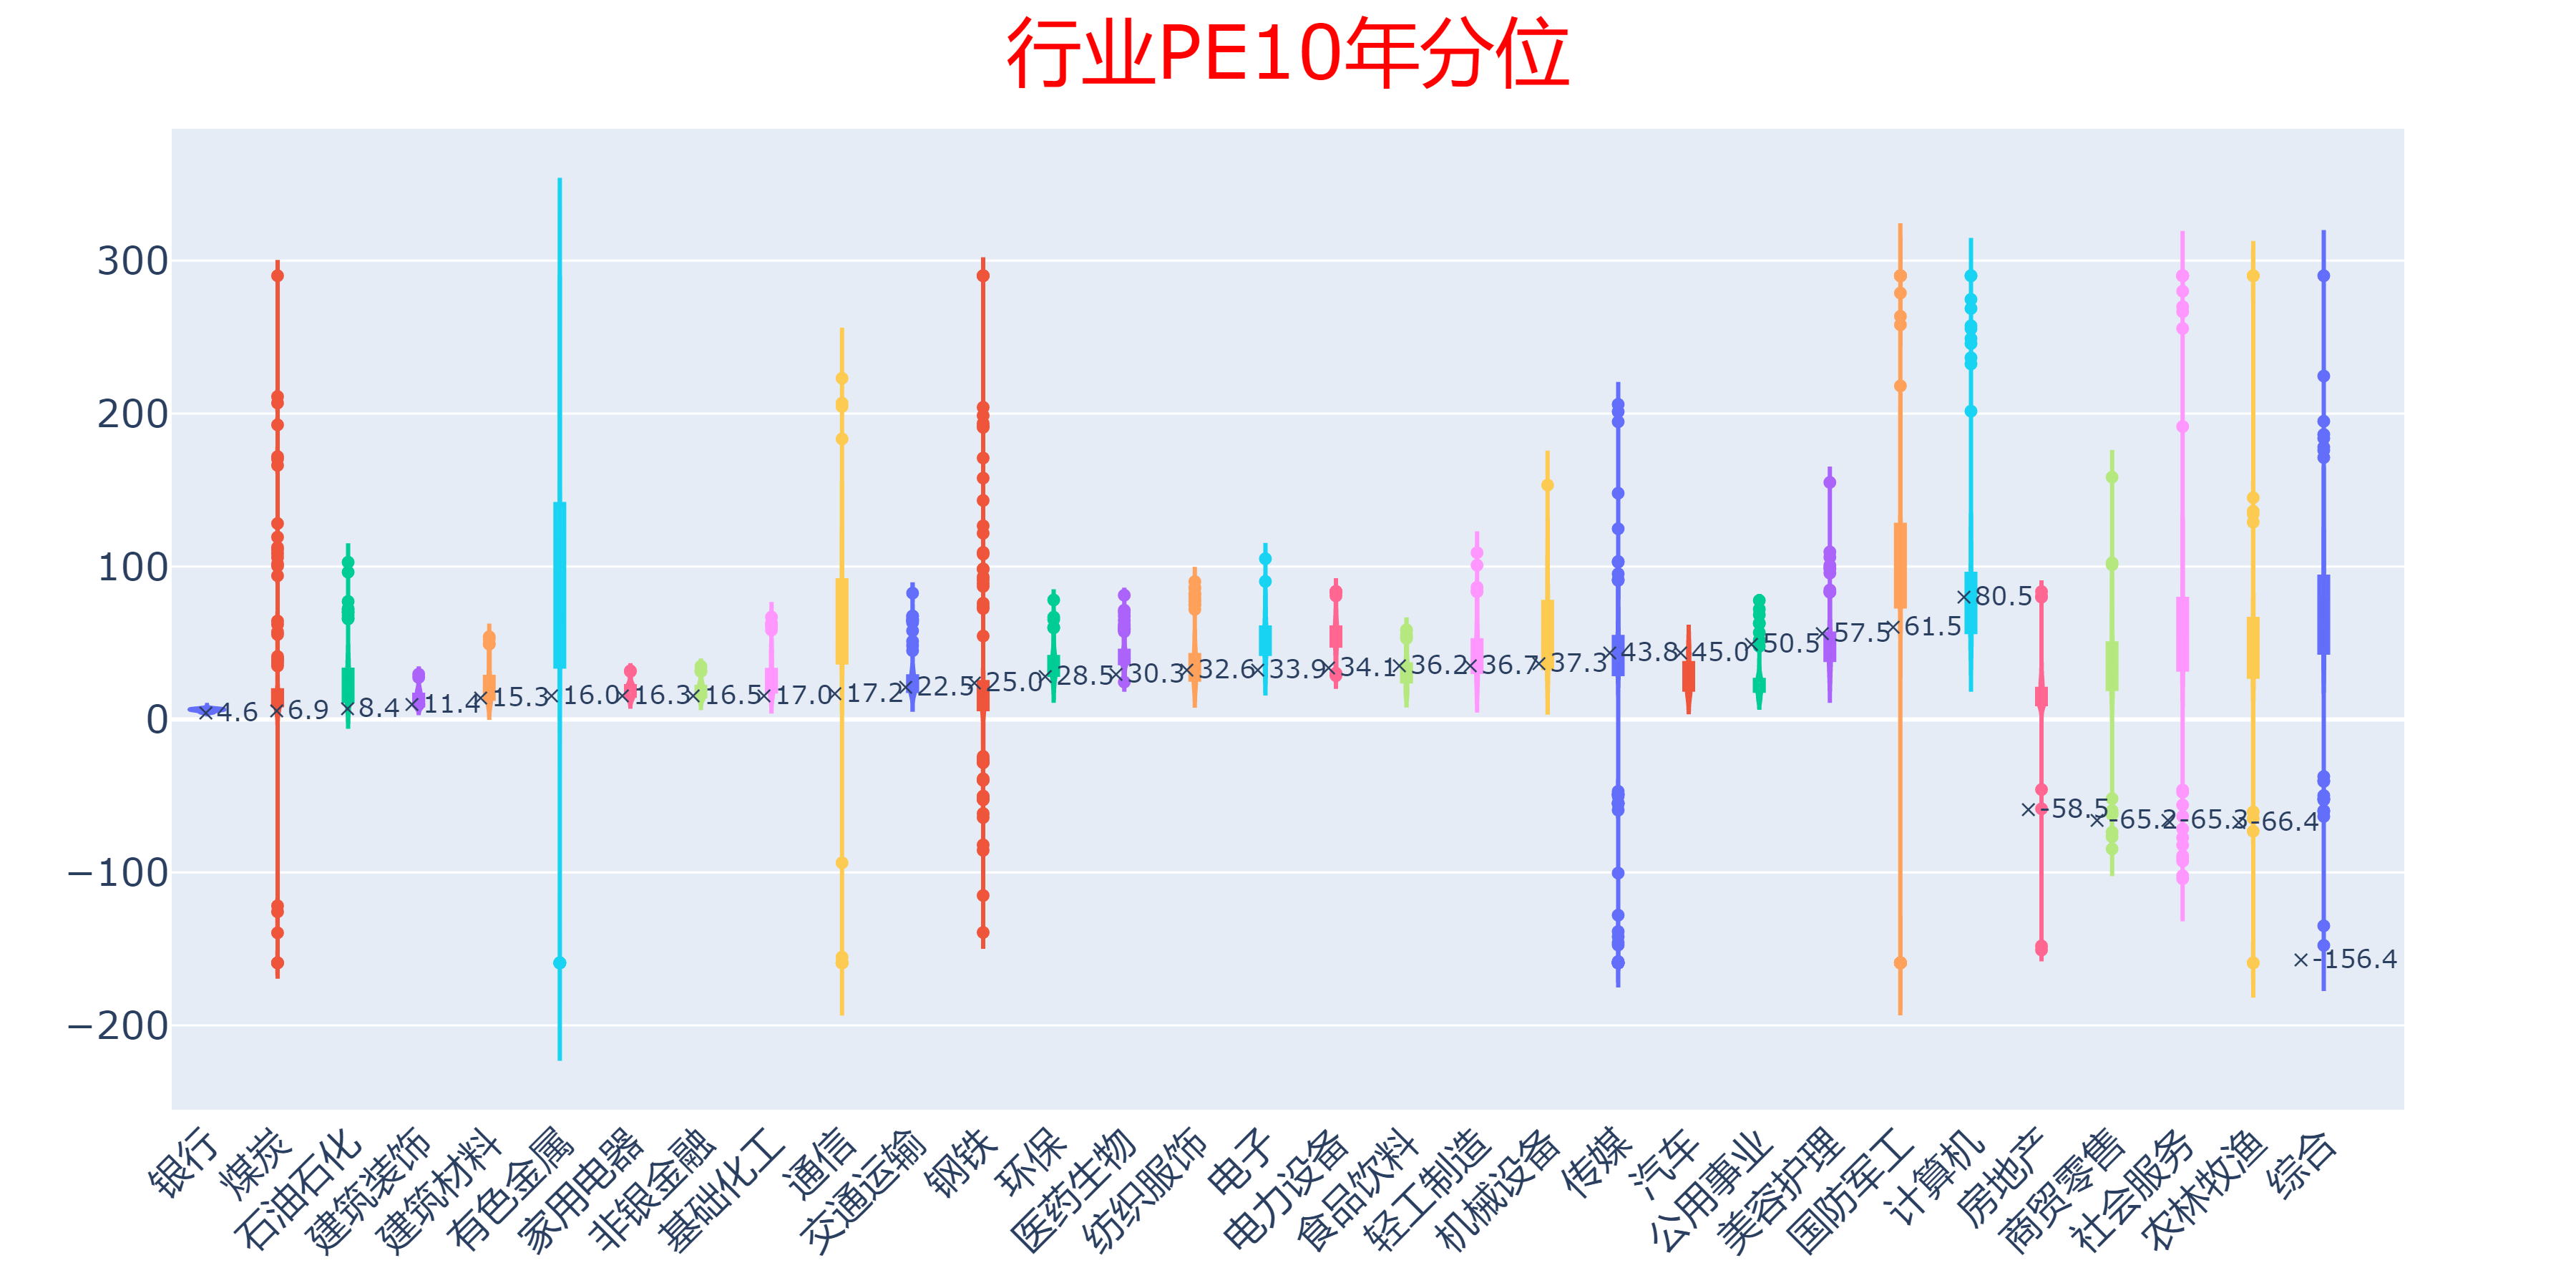 行业PE10年分位
300
200
100
0
−100
−200
4.6
6.9
8.4
11.4
15.3
16.0
16.3
16.5
17.0
17.2
22.5
25.0
28.5
30.3
32.6
33.9
34.1
36.2
36.7
37.3
43.8
45.0
50.5
57.5
61.5
80.5
-58.5
-65.2
-65.3
-66.4
-156.4
银行
煤炭
石油石化
建筑装饰
建筑材料
有色金属
家用电器
非银金融
基础化工
通信
交通运输
钢铁
环保
医药生物
纺织服饰
电子
电力设备
食品饮料
轻工制造
机械设备
传媒
汽车
公用事业
美容护理
国防军工
计算机
房地产
商贸零售
社会服务
农林牧渔
综合